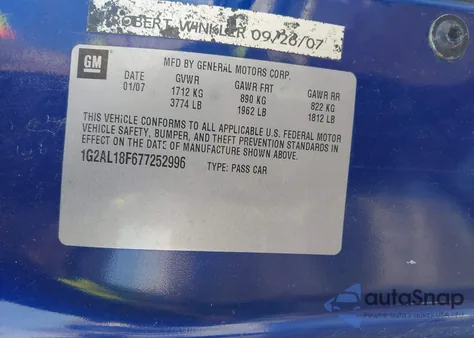 ROBERT WINKLER 09/28/07
GM
MFD BY GENERAL MOTORS CORP.
DATE GVWR GAWR FRT GAWR RR
01/07 1712 KG 890 KG 822 KG
3774 LB 1962 LB 1812 LB
THIS VEHICLE CONFORMS TO ALL APPLICABLE U.S. FEDERAL MOTOR
VEHICLE SAFETY, BUMPER, AND THEFT PREVENTION STANDARDS IN
EFFECT ON THE DATE OF MANUFACTURE SHOWN ABOVE.
1G2AL18F677252996 TYPE: PASS CAR
autoSnap